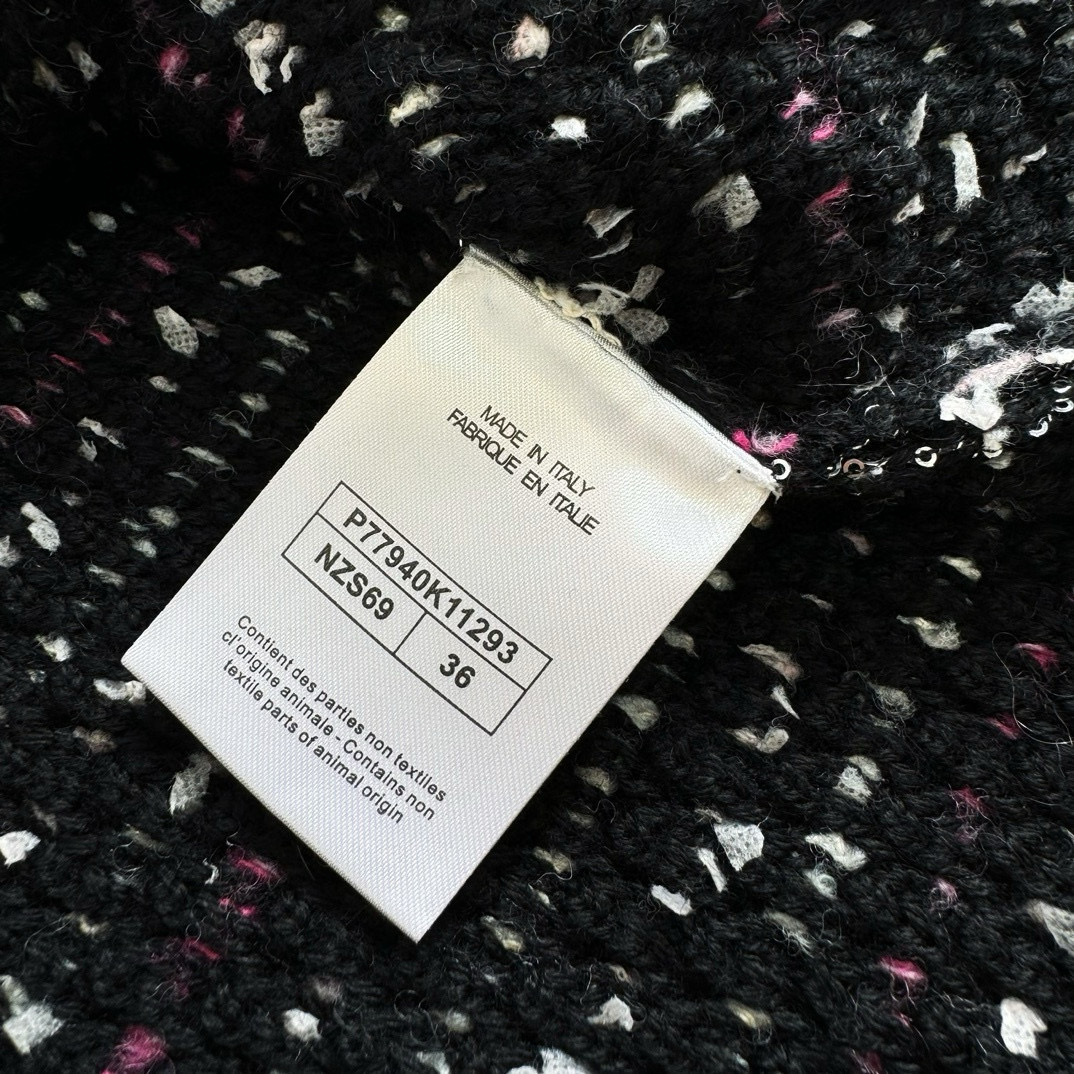 MADE IN ITALY
FABRIQUE EN ITALIE
P77940K11293
NZS69 36
Contient des parties non textiles
cl'origine animale - Contains non
textile parts of animal origin